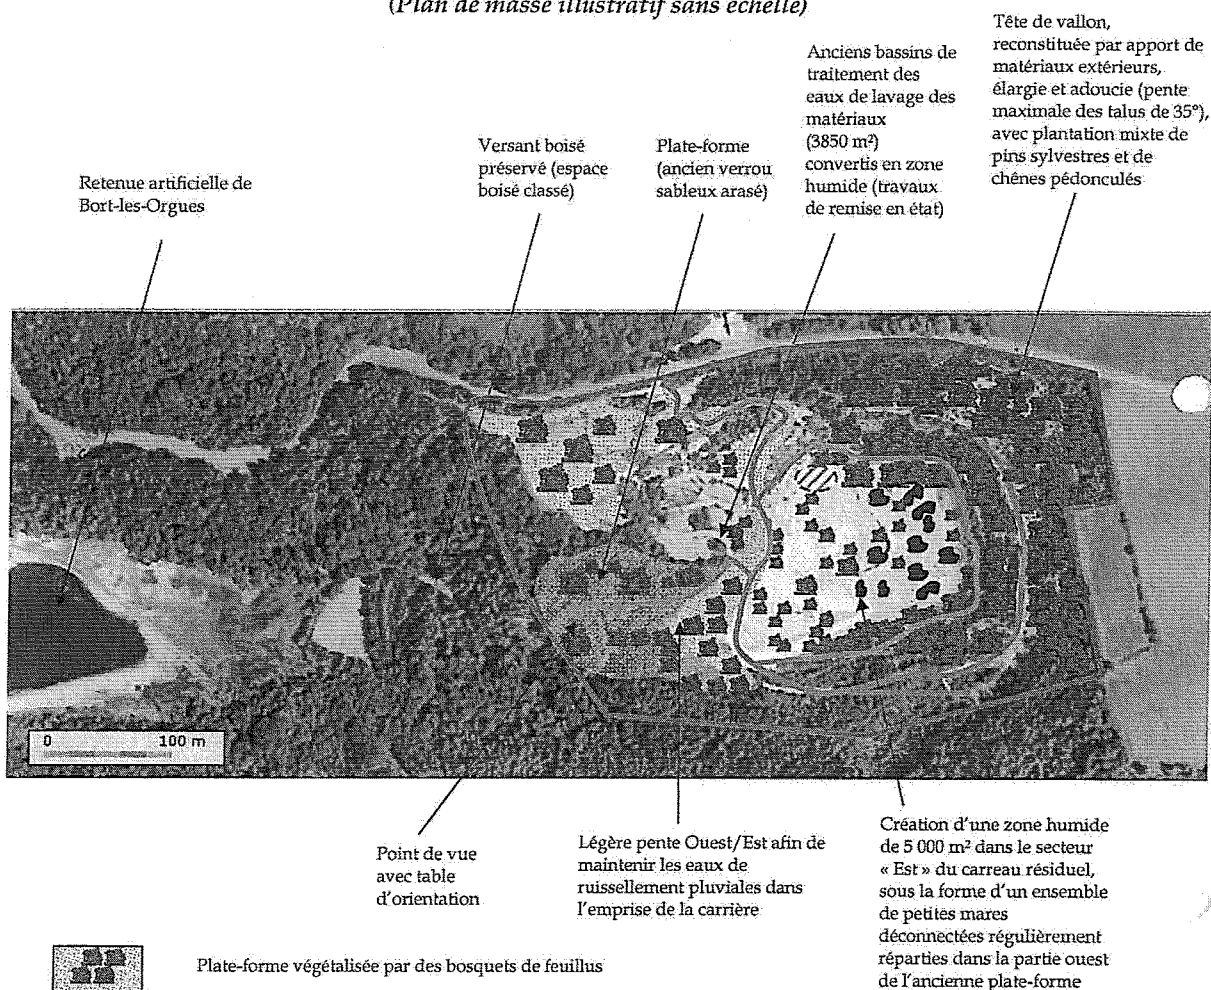 (Plan de masse illustratif sans échelle)
Tête de vallon,
reconstituée par apport de
matériaux extérieurs,
élargie et adoucie (pente
maximale des talus de 35°),
avec plantation mixte de
pins sylvestres et de
chênes pédonculés
Anciens bassins de
traitement des
eaux de lavage des
matériaux
(3850 m²)
convertis en zone
humide (travaux
de remise en état)
Plate-forme
(ancien verrou
sableux arasé)
Versant boisé
préservé (espace
boisé classé)
Retenue artificielle de
Bort-les-Orgues
0 100 m
Point de vue
avec table
d'orientation
Légère pente Ouest/Est afin de
maintenir les eaux de
ruissellement pluviales dans
l'emprise de la carrière
Création d'une zone humide
de 5 000 m² dans le secteur
« Est » du carreau résiduel,
sous la forme d'un ensemble
de petites mares
déconnectées régulièrement
réparties dans la partie ouest
de l'ancienne plate-forme
Plate-forme végétalisée par des bosquets de feuillus